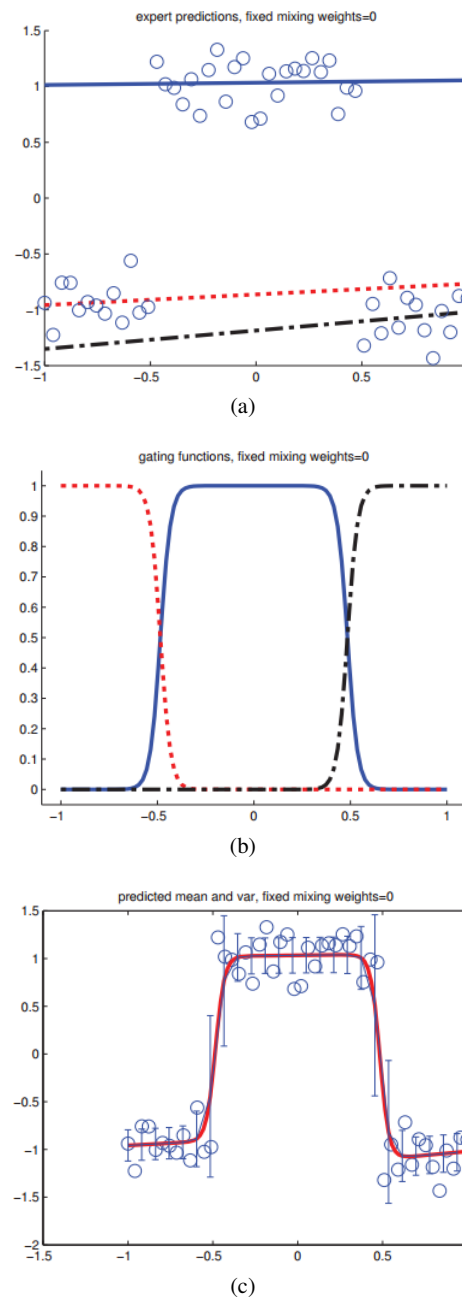 expert predictions, fixed mixing weights=0
1.5
1
0.5
0
−0.5
−1
−1.5
−1 −0.5 0 0.5
(a)
gating functions, fixed mixing weights=0
1
0.9
0.8
0.7
0.6
0.5
0.4
0.3
0.2
0.1
0
−1 −0.5 0 0.5 1
(b)
predicted mean and var, fixed mixing weights=0
1.5
1
0.5
0
−0.5
−1
−1.5
−2
−1.5 −1 −0.5 0 0.5
(c)